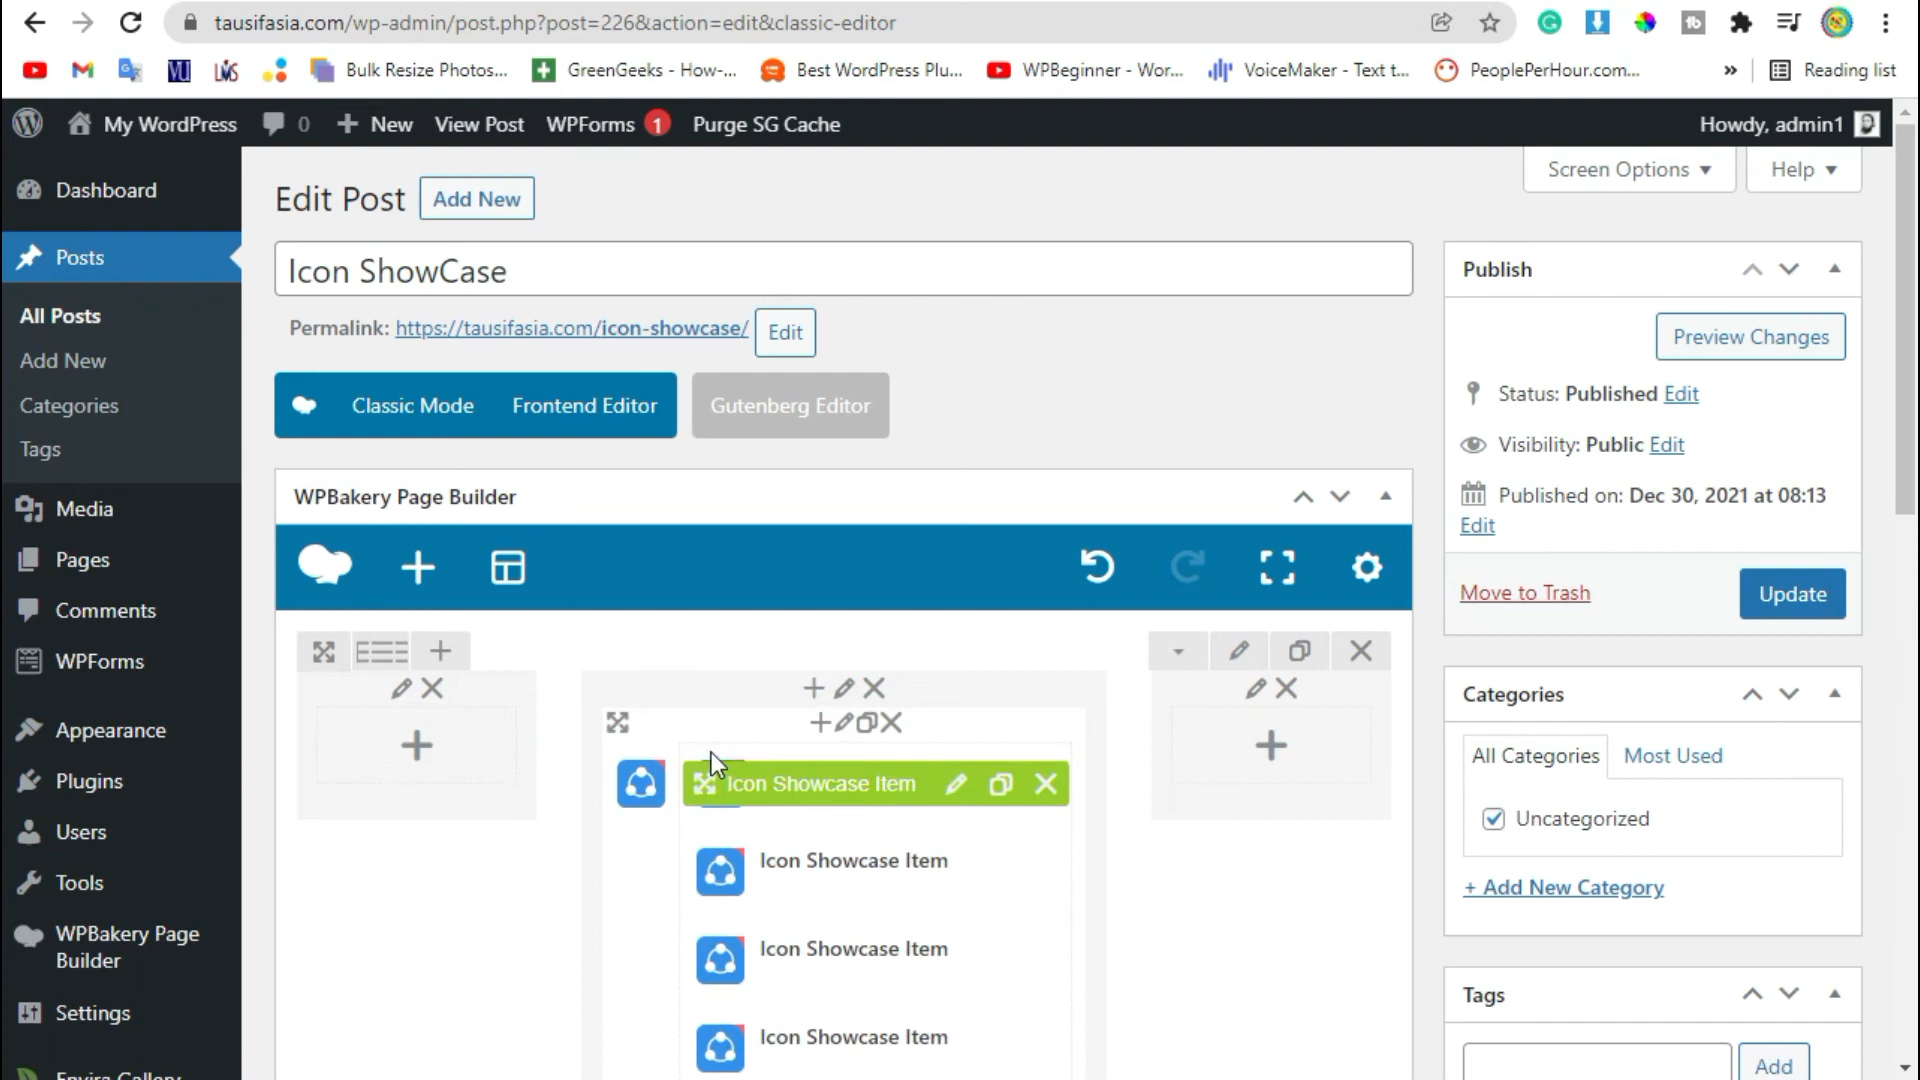 tausifasia.com/wp-admin/post.php?post=226&action=edit&classic-editor
VU LMS Bulk Resize Photos... GreenGeeks - How-... Best WordPress Plu... WPBeginner - Wor... VoiceMaker - Text t... PeoplePerHour.com... » Reading list
My WordPress 0 New View Post WPForms 1 Purge SG Cache Howdy, admin1
Dashboard
Posts
All Posts
Add New
Categories
Tags
Media
Pages
Comments
WPForms
Appearance
Plugins
Users
Tools
WPBakery Page
Builder
Settings
Envira Gallery
Screen Options Help
Edit Post Add New
Icon ShowCase
Permalink: https://tausifasia.com/icon-showcase/ Edit
Classic Mode Frontend Editor Gutenberg Editor
WPBakery Page Builder
Icon Showcase Item
Icon Showcase Item
Icon Showcase Item
Icon Showcase Item
Publish
Preview Changes
Status: Published Edit
Visibility: Public Edit
Published on: Dec 30, 2021 at 08:13
Edit
Move to Trash Update
Categories
All Categories Most Used
Uncategorized
+ Add New Category
Tags
Add